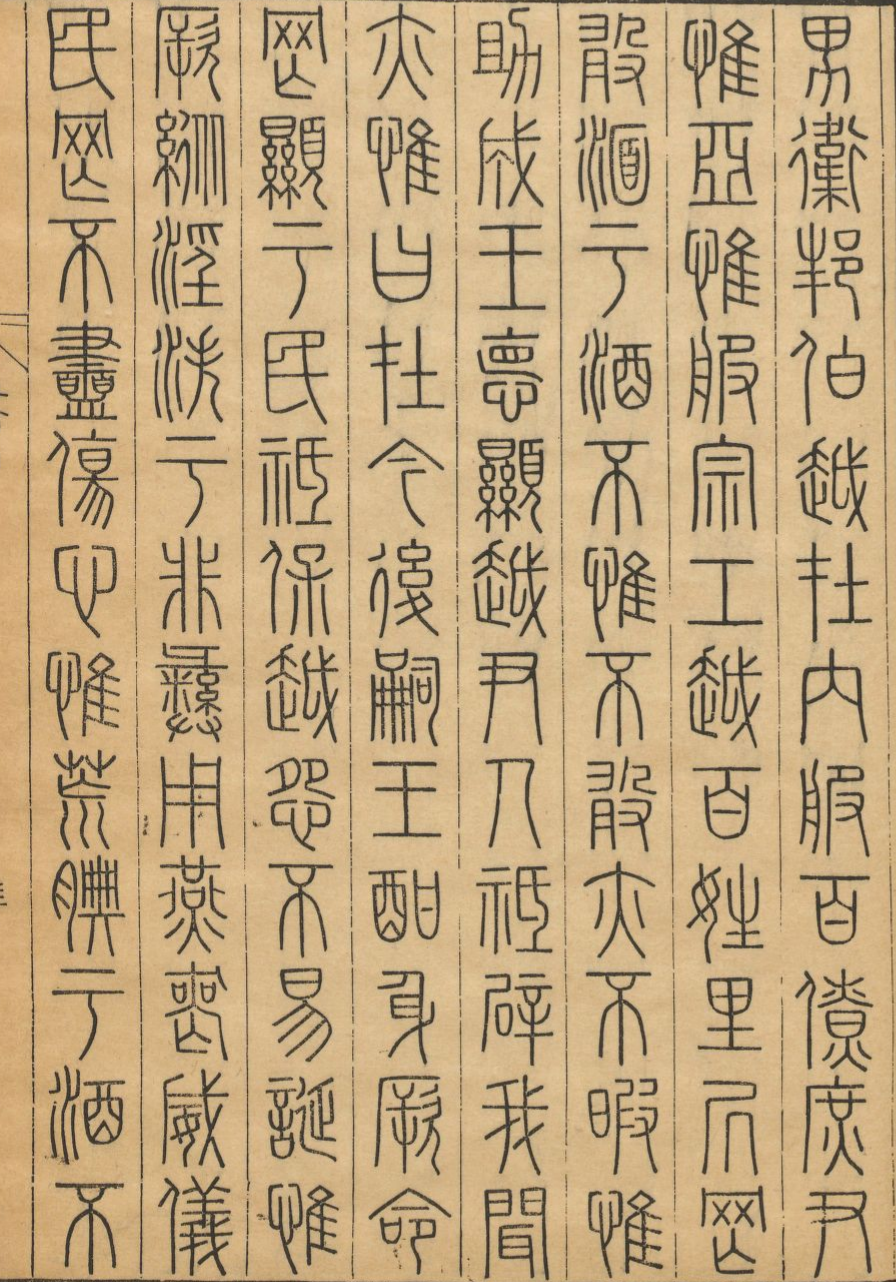 男衛邦伯越在内服百僚庶尹
惟亞惟服宗工越百姓里居罔
敢湎于酒不惟不敢亦不暇惟
助成王悳顯越尹人祗辟我聞
亦惟曰在今後嗣王酣身厥命
罔顯于民祗保越怨不易誕惟
厥縱淫泆于非彝用燕喪威儀
民罔不衋傷心惟荒腆于酒不